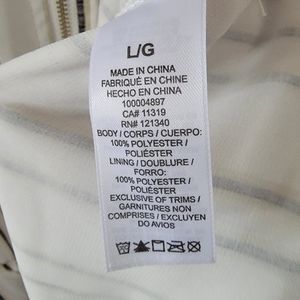 L/G
MADE IN CHINA
FABRIQUÉ EN CHINE
HECHO EN CHINA
100004897
CA# 11319
RN# 121340
BODY / CORPS / CUERPO:
100% POLYESTER /
POLIÉSTER
LINING / DOUBLURE /
FORRO:
100% POLYESTER /
POLIÉSTER
EXCLUSIVE OF TRIMS /
GARNITURES NON
COMPRISES / EXCLUYEN
DO AVIOS